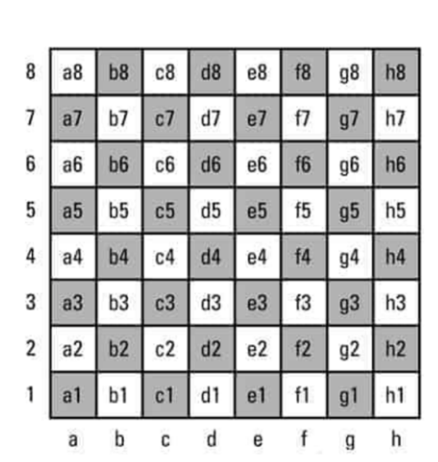 8 a8 b8 c8 d8 e8 f8 g8 h8
7 a7 b7 c7 d7 e7 f7 g7 h7
6 a6 b6 c6 d6 e6 f6 g6 h6
5 a5 b5 c5 d5 e5 f5 g5 h5
4 a4 b4 c4 d4 e4 f4 g4 h4
3 a3 b3 c3 d3 e3 f3 g3 h3
2 a2 b2 c2 d2 e2 f2 g2 h2
1 a1 b1 c1 d1 e1 f1 g1 h1
a b c d e f g h